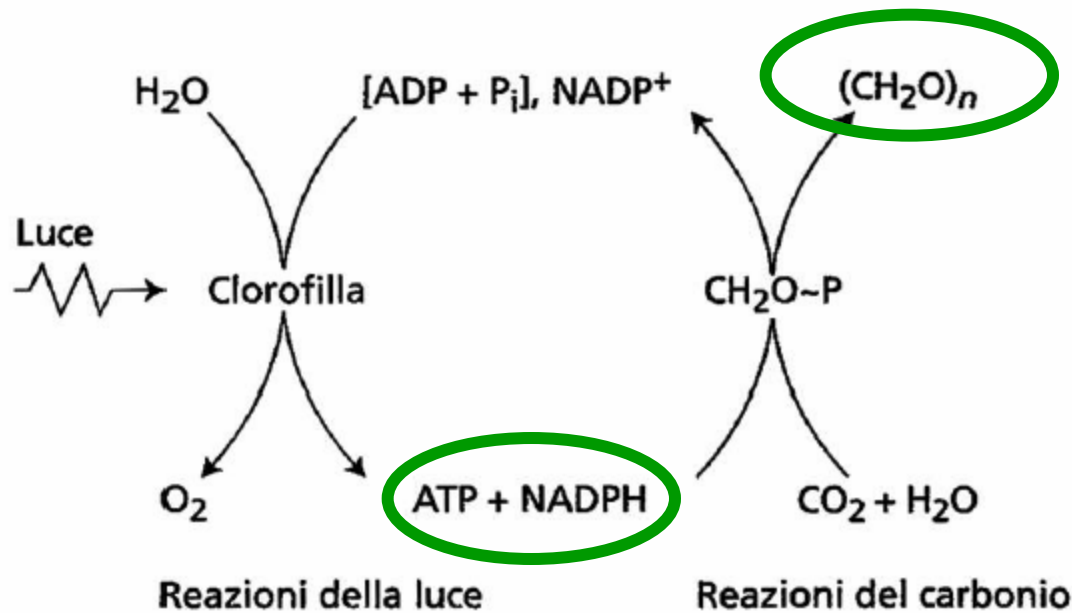 H₂O [ADP + Pᵢ], NADP⁺ (CH₂O)ₙ
Luce
Clorofilla CH₂O~P
O₂ ATP + NADPH CO₂ + H₂O
Reazioni della luce Reazioni del carbonio